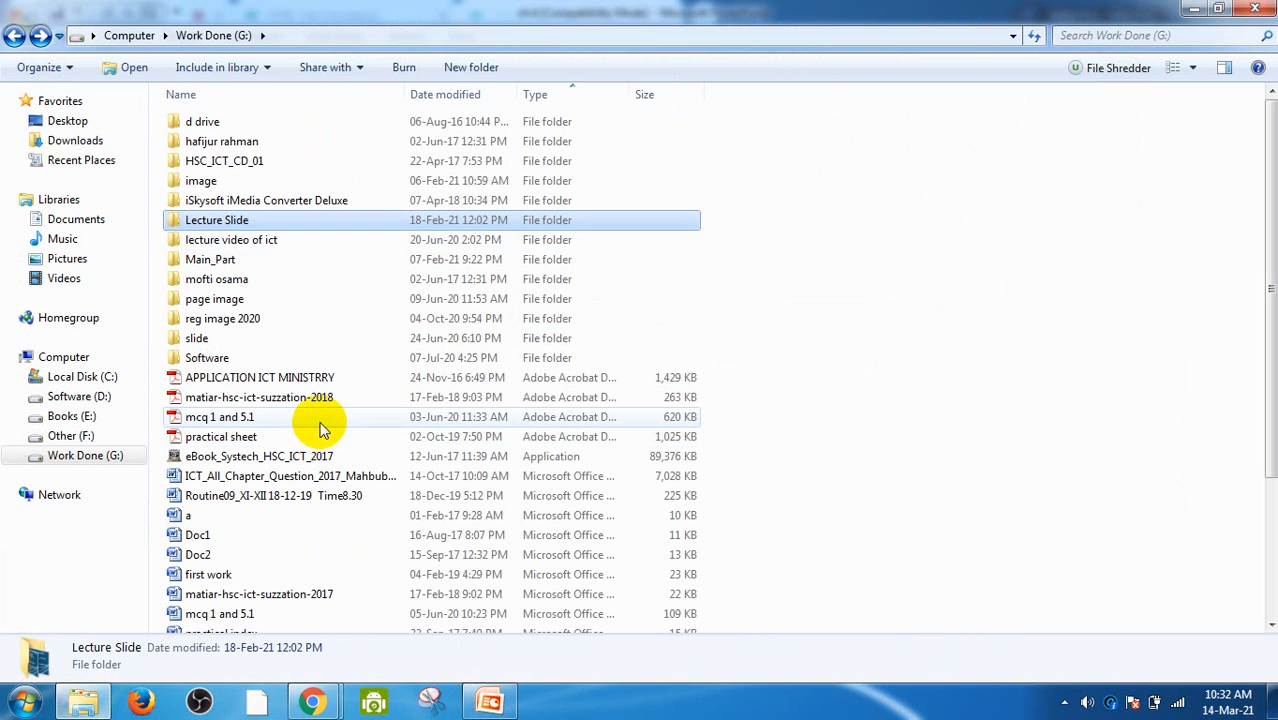 Computer Work Done (G:) Search Work Done (G:)
Organize Open Include in library Share with Burn New folder File Shredder
Name Date modified Type Size
Favorites
Desktop
Downloads
Recent Places
Libraries
Documents
Music
Pictures
Videos
Homegroup
Computer
Local Disk (C:)
Software (D:)
Books (E:)
Other (F:)
Work Done (G:)
Network
d drive 06-Aug-16 10:44 P... File folder
hafijur rahman 02-Jun-17 12:31 PM File folder
HSC_ICT_CD_01 22-Apr-17 7:53 PM File folder
image 06-Feb-21 10:59 AM File folder
iSkysoft iMedia Converter Deluxe 07-Apr-18 10:34 PM File folder
Lecture Slide 18-Feb-21 12:02 PM File folder
lecture video of ict 20-Jun-20 2:02 PM File folder
Main_Part 07-Feb-21 9:22 PM File folder
mofti osama 02-Jun-17 12:31 PM File folder
page image 09-Jun-20 11:53 AM File folder
reg image 2020 04-Oct-20 9:54 PM File folder
slide 24-Jun-20 6:10 PM File folder
Software 07-Jul-20 4:25 PM File folder
APPLICATION ICT MINISTRRY 24-Nov-16 6:49 PM Adobe Acrobat D... 1,429 KB
matiar-hsc-ict-suzzation-2018 17-Feb-18 9:03 PM Adobe Acrobat D... 263 KB
mcq 1 and 5.1 03-Jun-20 11:33 AM Adobe Acrobat D... 620 KB
practical sheet 02-Oct-19 7:50 PM Adobe Acrobat D... 1,025 KB
eBook_Systech_HSC_ICT_2017 12-Jun-17 11:39 AM Application 89,376 KB
ICT_All_Chapter_Question_2017_Mahbub... 14-Oct-17 10:09 AM Microsoft Office ... 7,028 KB
Routine09_XI-XII 18-12-19 Time8.30 18-Dec-19 5:12 PM Microsoft Office ... 225 KB
a 01-Feb-17 9:28 AM Microsoft Office ... 10 KB
Doc1 16-Aug-17 8:07 PM Microsoft Office ... 11 KB
Doc2 15-Sep-17 12:32 PM Microsoft Office ... 13 KB
first work 04-Feb-19 4:29 PM Microsoft Office ... 23 KB
matiar-hsc-ict-suzzation-2017 17-Feb-18 9:02 PM Microsoft Office ... 22 KB
mcq 1 and 5.1 05-Jun-20 10:23 PM Microsoft Office ... 109 KB
Lecture Slide Date modified: 18-Feb-21 12:02 PM
File folder
10:32 AM
14-Mar-21